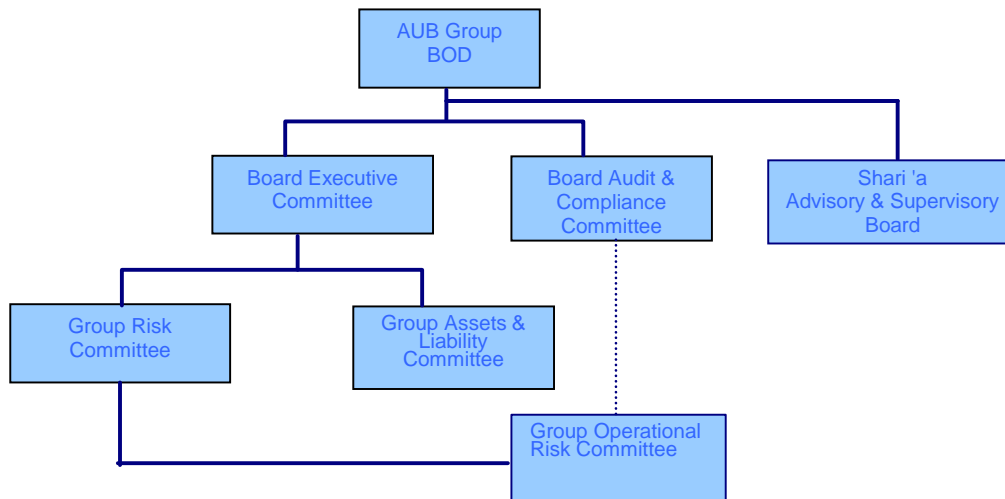 AUB Group
BOD
Board Executive
Committee
Board Audit &
Compliance
Committee
Shari 'a
Advisory & Supervisory
Board
Group Risk
Committee
Group Assets &
Liability
Committee
Group Operational
Risk Committee